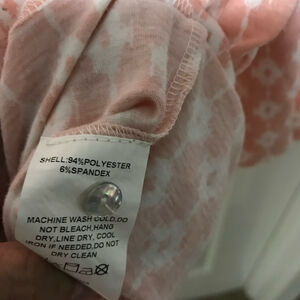 SHELL:94%POLYESTER
6%SPANDEX
MACHINE WASH COLD,DO
NOT BLEACH,HANG
DRY,LINE DRY, COOL
IRON IF NEEDED,DO NOT
DRY CLEAN